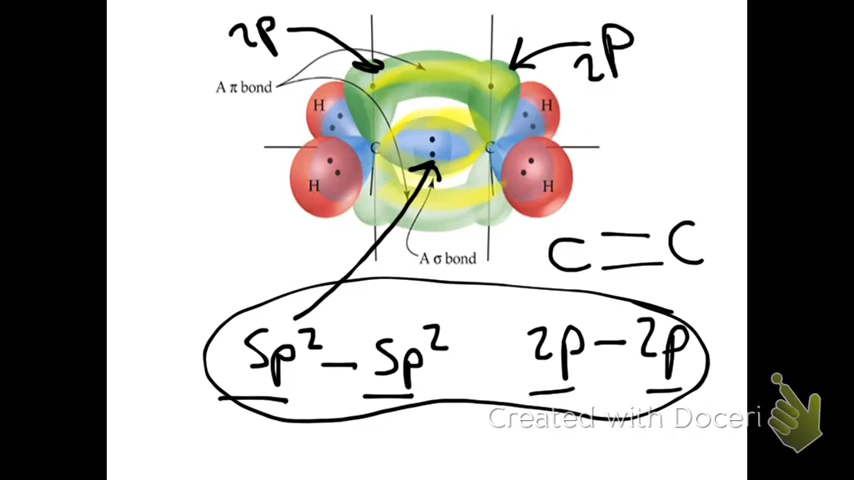 2p
2p
A π bond
H
H
C
C
H
H
C=C
A σ bond
sp² – sp² 2p – 2p
Created with Doceri